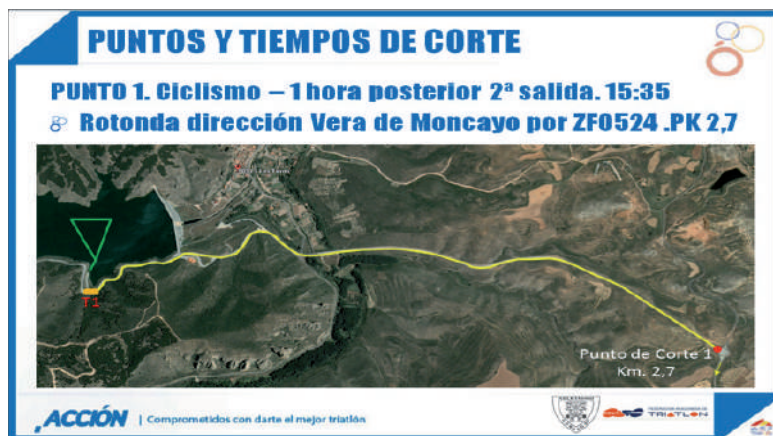 PUNTOS Y TIEMPOS DE CORTE
PUNTO 1. Ciclismo – 1 hora posterior 2ª salida. 15:35
Rotonda dirección Vera de Moncayo por ZF0524 .PK 2,7
T1
Punto de Corte 1
Km. 2,7
ACCIÓN | Comprometidos con darte el mejor triatlón
TRIATLÓN